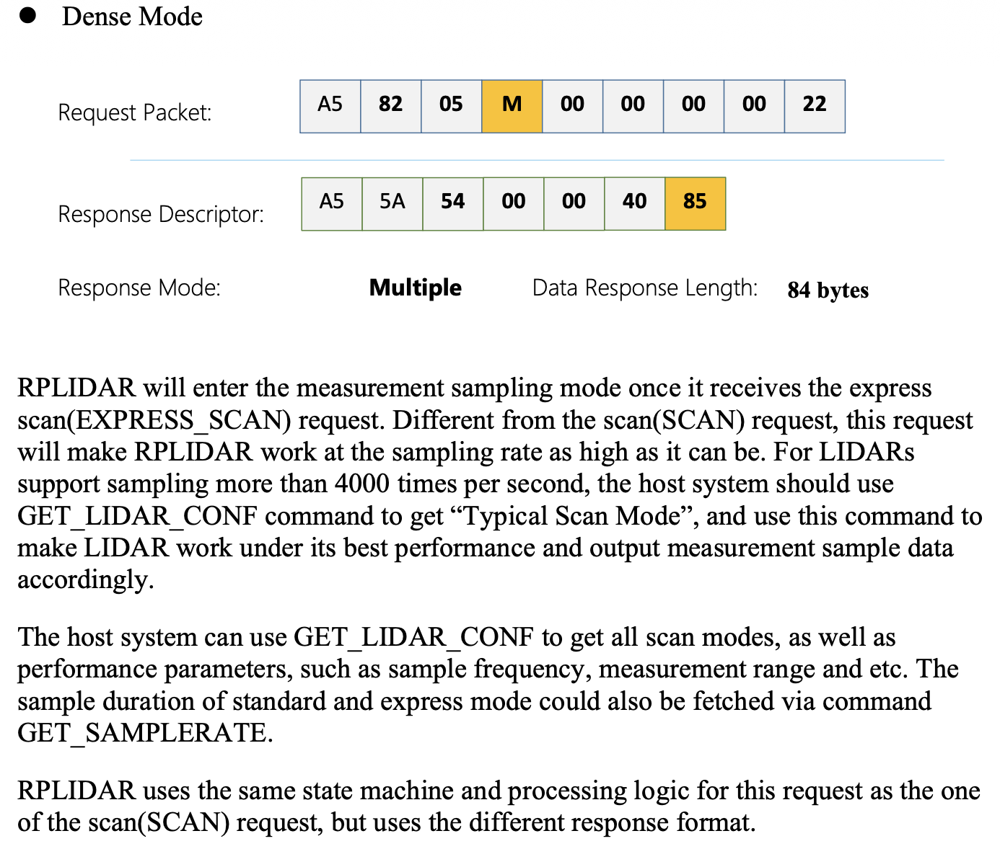 ● Dense Mode
Request Packet: A5 82 05 M 00 00 00 00 22
Response Descriptor: A5 5A 54 00 00 40 85
Response Mode: Multiple Data Response Length: 84 bytes
RPLIDAR will enter the measurement sampling mode once it receives the express
scan(EXPRESS_SCAN) request. Different from the scan(SCAN) request, this request
will make RPLIDAR work at the sampling rate as high as it can be. For LIDARs
support sampling more than 4000 times per second, the host system should use
GET_LIDAR_CONF command to get “Typical Scan Mode”, and use this command to
make LIDAR work under its best performance and output measurement sample data
accordingly.
The host system can use GET_LIDAR_CONF to get all scan modes, as well as
performance parameters, such as sample frequency, measurement range and etc. The
sample duration of standard and express mode could also be fetched via command
GET_SAMPLERATE.
RPLIDAR uses the same state machine and processing logic for this request as the one
of the scan(SCAN) request, but uses the different response format.